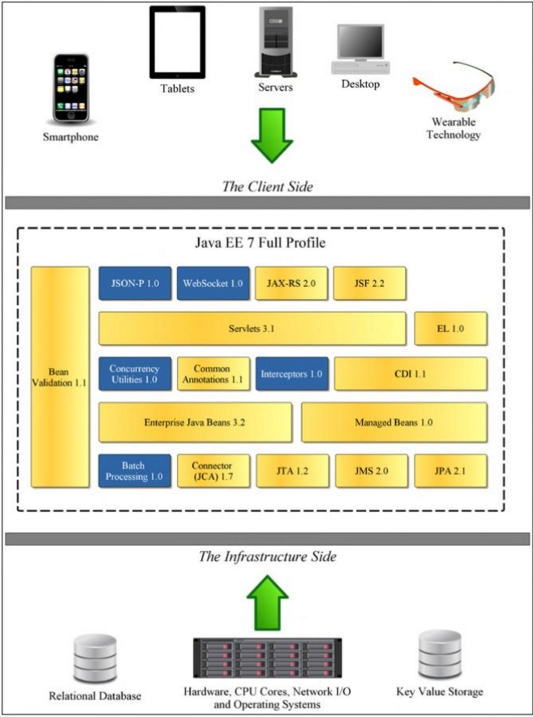 Smartphone
Tablets
Servers
Desktop
Wearable
Technology
The Client Side
Java EE 7 Full Profile
Bean
Validation 1.1
JSON-P 1.0
WebSocket 1.0
JAX-RS 2.0
JSF 2.2
Servlets 3.1
EL 1.0
Concurrency
Utilities 1.0
Common
Annotations 1.1
Interceptors 1.0
CDI 1.1
Enterprise Java Beans 3.2
Managed Beans 1.0
Batch
Processing 1.0
Connector
(JCA) 1.7
JTA 1.2
JMS 2.0
JPA 2.1
The Infrastructure Side
Relational Database
Hardware, CPU Cores, Network I/O
and Operating Systems
Key Value Storage